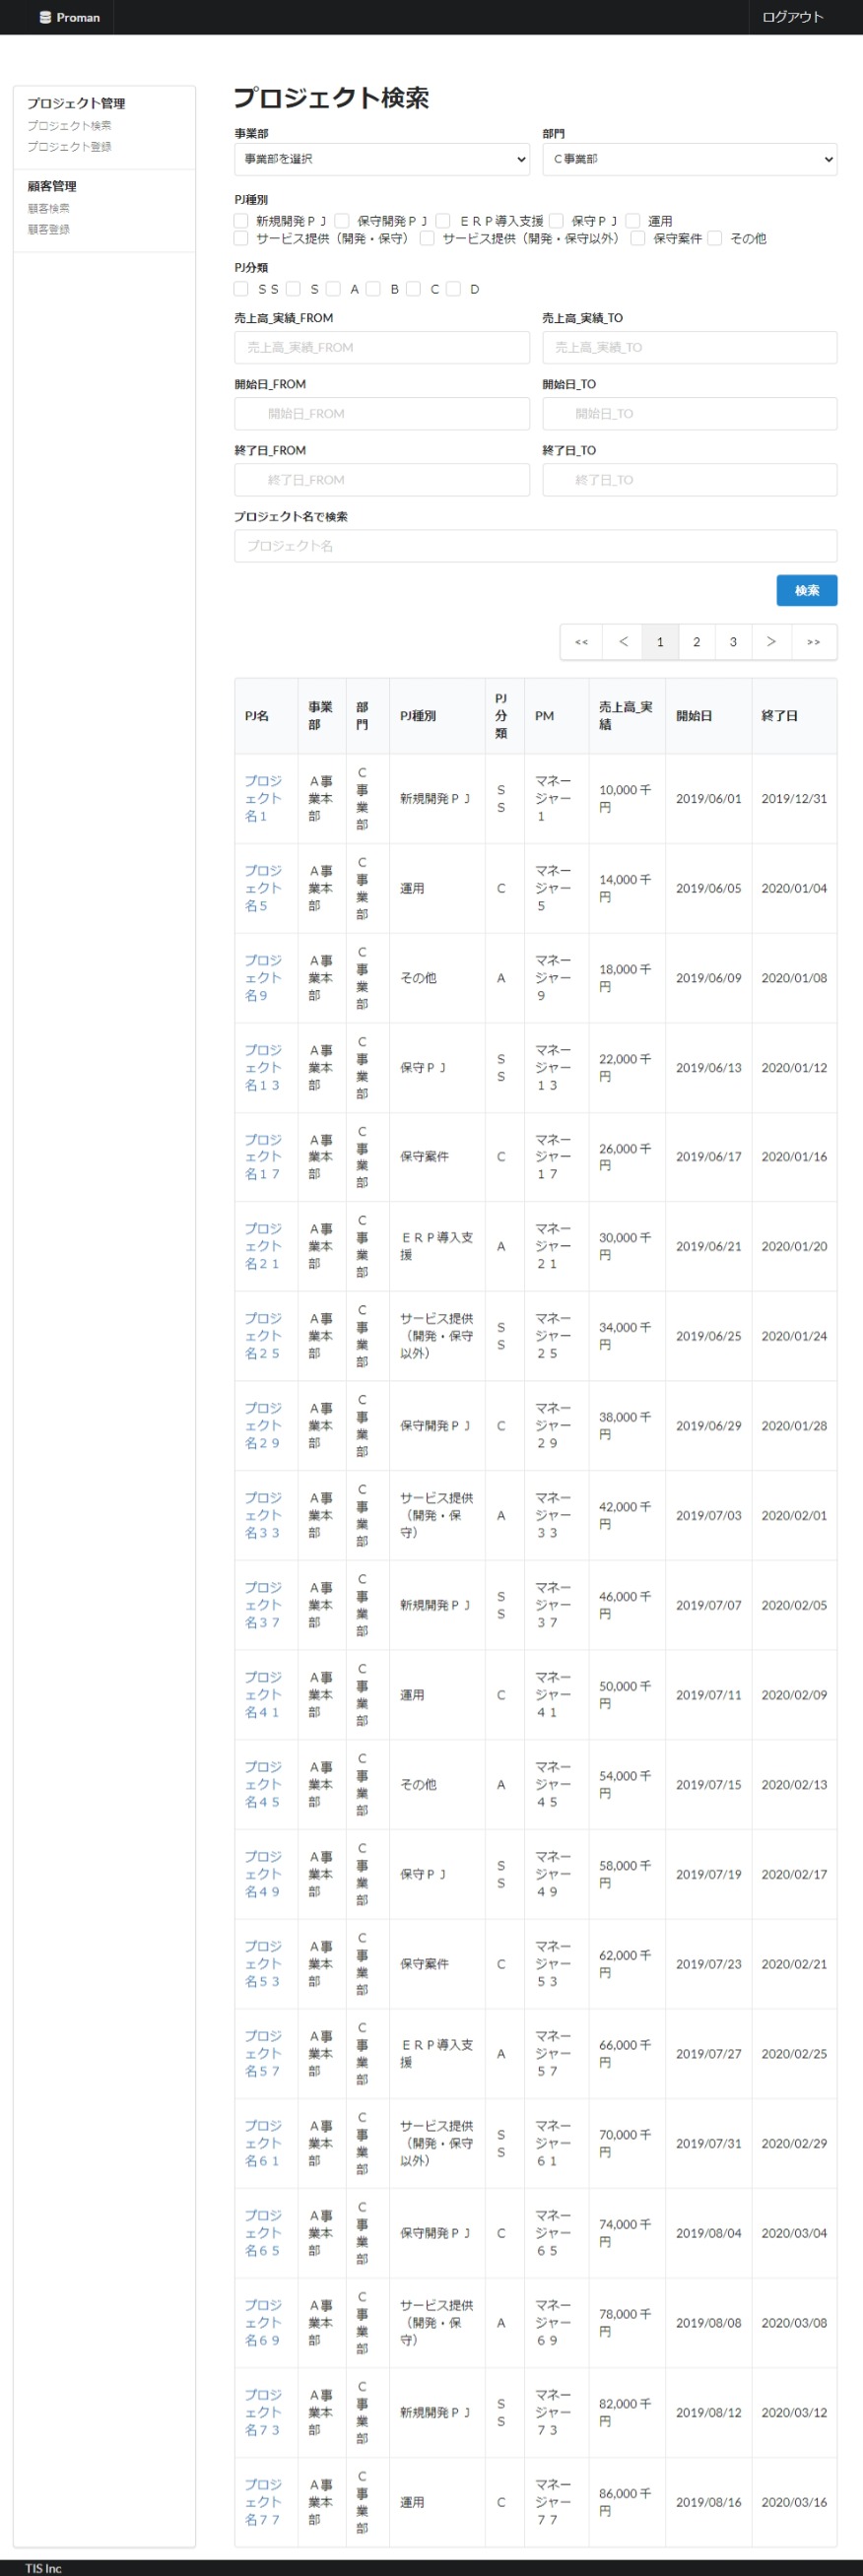 Proman
ログアウト
プロジェクト管理
プロジェクト検索
プロジェクト登録
顧客管理
顧客検索
顧客登録
プロジェクト検索
事業部 部門
事業部を選択 Ｃ事業部
PJ種別
新規開発ＰＪ 保守開発ＰＪ ＥＲＰ導入支援 保守ＰＪ 運用
サービス提供（開発・保守） サービス提供（開発・保守以外） 保守案件 その他
PJ分類
ＳＳ Ｓ Ａ Ｂ Ｃ Ｄ
売上高_実績_FROM 売上高_実績_TO
売上高_実績_FROM 売上高_実績_TO
開始日_FROM 開始日_TO
開始日_FROM 開始日_TO
終了日_FROM 終了日_TO
終了日_FROM 終了日_TO
プロジェクト名で検索
プロジェクト名
検索
<< < 1 2 3 > >>
PJ名 事業部 部門 PJ種別 PJ分類 PM 売上高_実績 開始日 終了日
プロジェクト名１ Ａ事業本部 Ｃ事業部 新規開発ＰＪ ＳＳ マネージャー１ 10,000 千円 2019/06/01 2019/12/31
プロジェクト名５ Ａ事業本部 Ｃ事業部 運用 Ｃ マネージャー５ 14,000 千円 2019/06/05 2020/01/04
プロジェクト名９ Ａ事業本部 Ｃ事業部 その他 Ａ マネージャー９ 18,000 千円 2019/06/09 2020/01/08
プロジェクト名１３ Ａ事業本部 Ｃ事業部 保守ＰＪ ＳＳ マネージャー１３ 22,000 千円 2019/06/13 2020/01/12
プロジェクト名１７ Ａ事業本部 Ｃ事業部 保守案件 Ｃ マネージャー１７ 26,000 千円 2019/06/17 2020/01/16
プロジェクト名２１ Ａ事業本部 Ｃ事業部 ＥＲＰ導入支援 Ａ マネージャー２１ 30,000 千円 2019/06/21 2020/01/20
プロジェクト名２５ Ａ事業本部 Ｃ事業部 サービス提供（開発・保守以外） ＳＳ マネージャー２５ 34,000 千円 2019/06/25 2020/01/24
プロジェクト名２９ Ａ事業本部 Ｃ事業部 保守開発ＰＪ Ｃ マネージャー２９ 38,000 千円 2019/06/29 2020/01/28
プロジェクト名３３ Ａ事業本部 Ｃ事業部 サービス提供（開発・保守） Ａ マネージャー３３ 42,000 千円 2019/07/03 2020/02/01
プロジェクト名３７ Ａ事業本部 Ｃ事業部 新規開発ＰＪ ＳＳ マネージャー３７ 46,000 千円 2019/07/07 2020/02/05
プロジェクト名４１ Ａ事業本部 Ｃ事業部 運用 Ｃ マネージャー４１ 50,000 千円 2019/07/11 2020/02/09
プロジェクト名４５ Ａ事業本部 Ｃ事業部 その他 Ａ マネージャー４５ 54,000 千円 2019/07/15 2020/02/13
プロジェクト名４９ Ａ事業本部 Ｃ事業部 保守ＰＪ ＳＳ マネージャー４９ 58,000 千円 2019/07/19 2020/02/17
プロジェクト名５３ Ａ事業本部 Ｃ事業部 保守案件 Ｃ マネージャー５３ 62,000 千円 2019/07/23 2020/02/21
プロジェクト名５７ Ａ事業本部 Ｃ事業部 ＥＲＰ導入支援 Ａ マネージャー５７ 66,000 千円 2019/07/27 2020/02/25
プロジェクト名６１ Ａ事業本部 Ｃ事業部 サービス提供（開発・保守以外） ＳＳ マネージャー６１ 70,000 千円 2019/07/31 2020/02/29
プロジェクト名６５ Ａ事業本部 Ｃ事業部 保守開発ＰＪ Ｃ マネージャー６５ 74,000 千円 2019/08/04 2020/03/04
プロジェクト名６９ Ａ事業本部 Ｃ事業部 サービス提供（開発・保守） Ａ マネージャー６９ 78,000 千円 2019/08/08 2020/03/08
プロジェクト名７３ Ａ事業本部 Ｃ事業部 新規開発ＰＪ ＳＳ マネージャー７３ 82,000 千円 2019/08/12 2020/03/12
プロジェクト名７７ Ａ事業本部 Ｃ事業部 運用 Ｃ マネージャー７７ 86,000 千円 2019/08/16 2020/03/16
TIS Inc